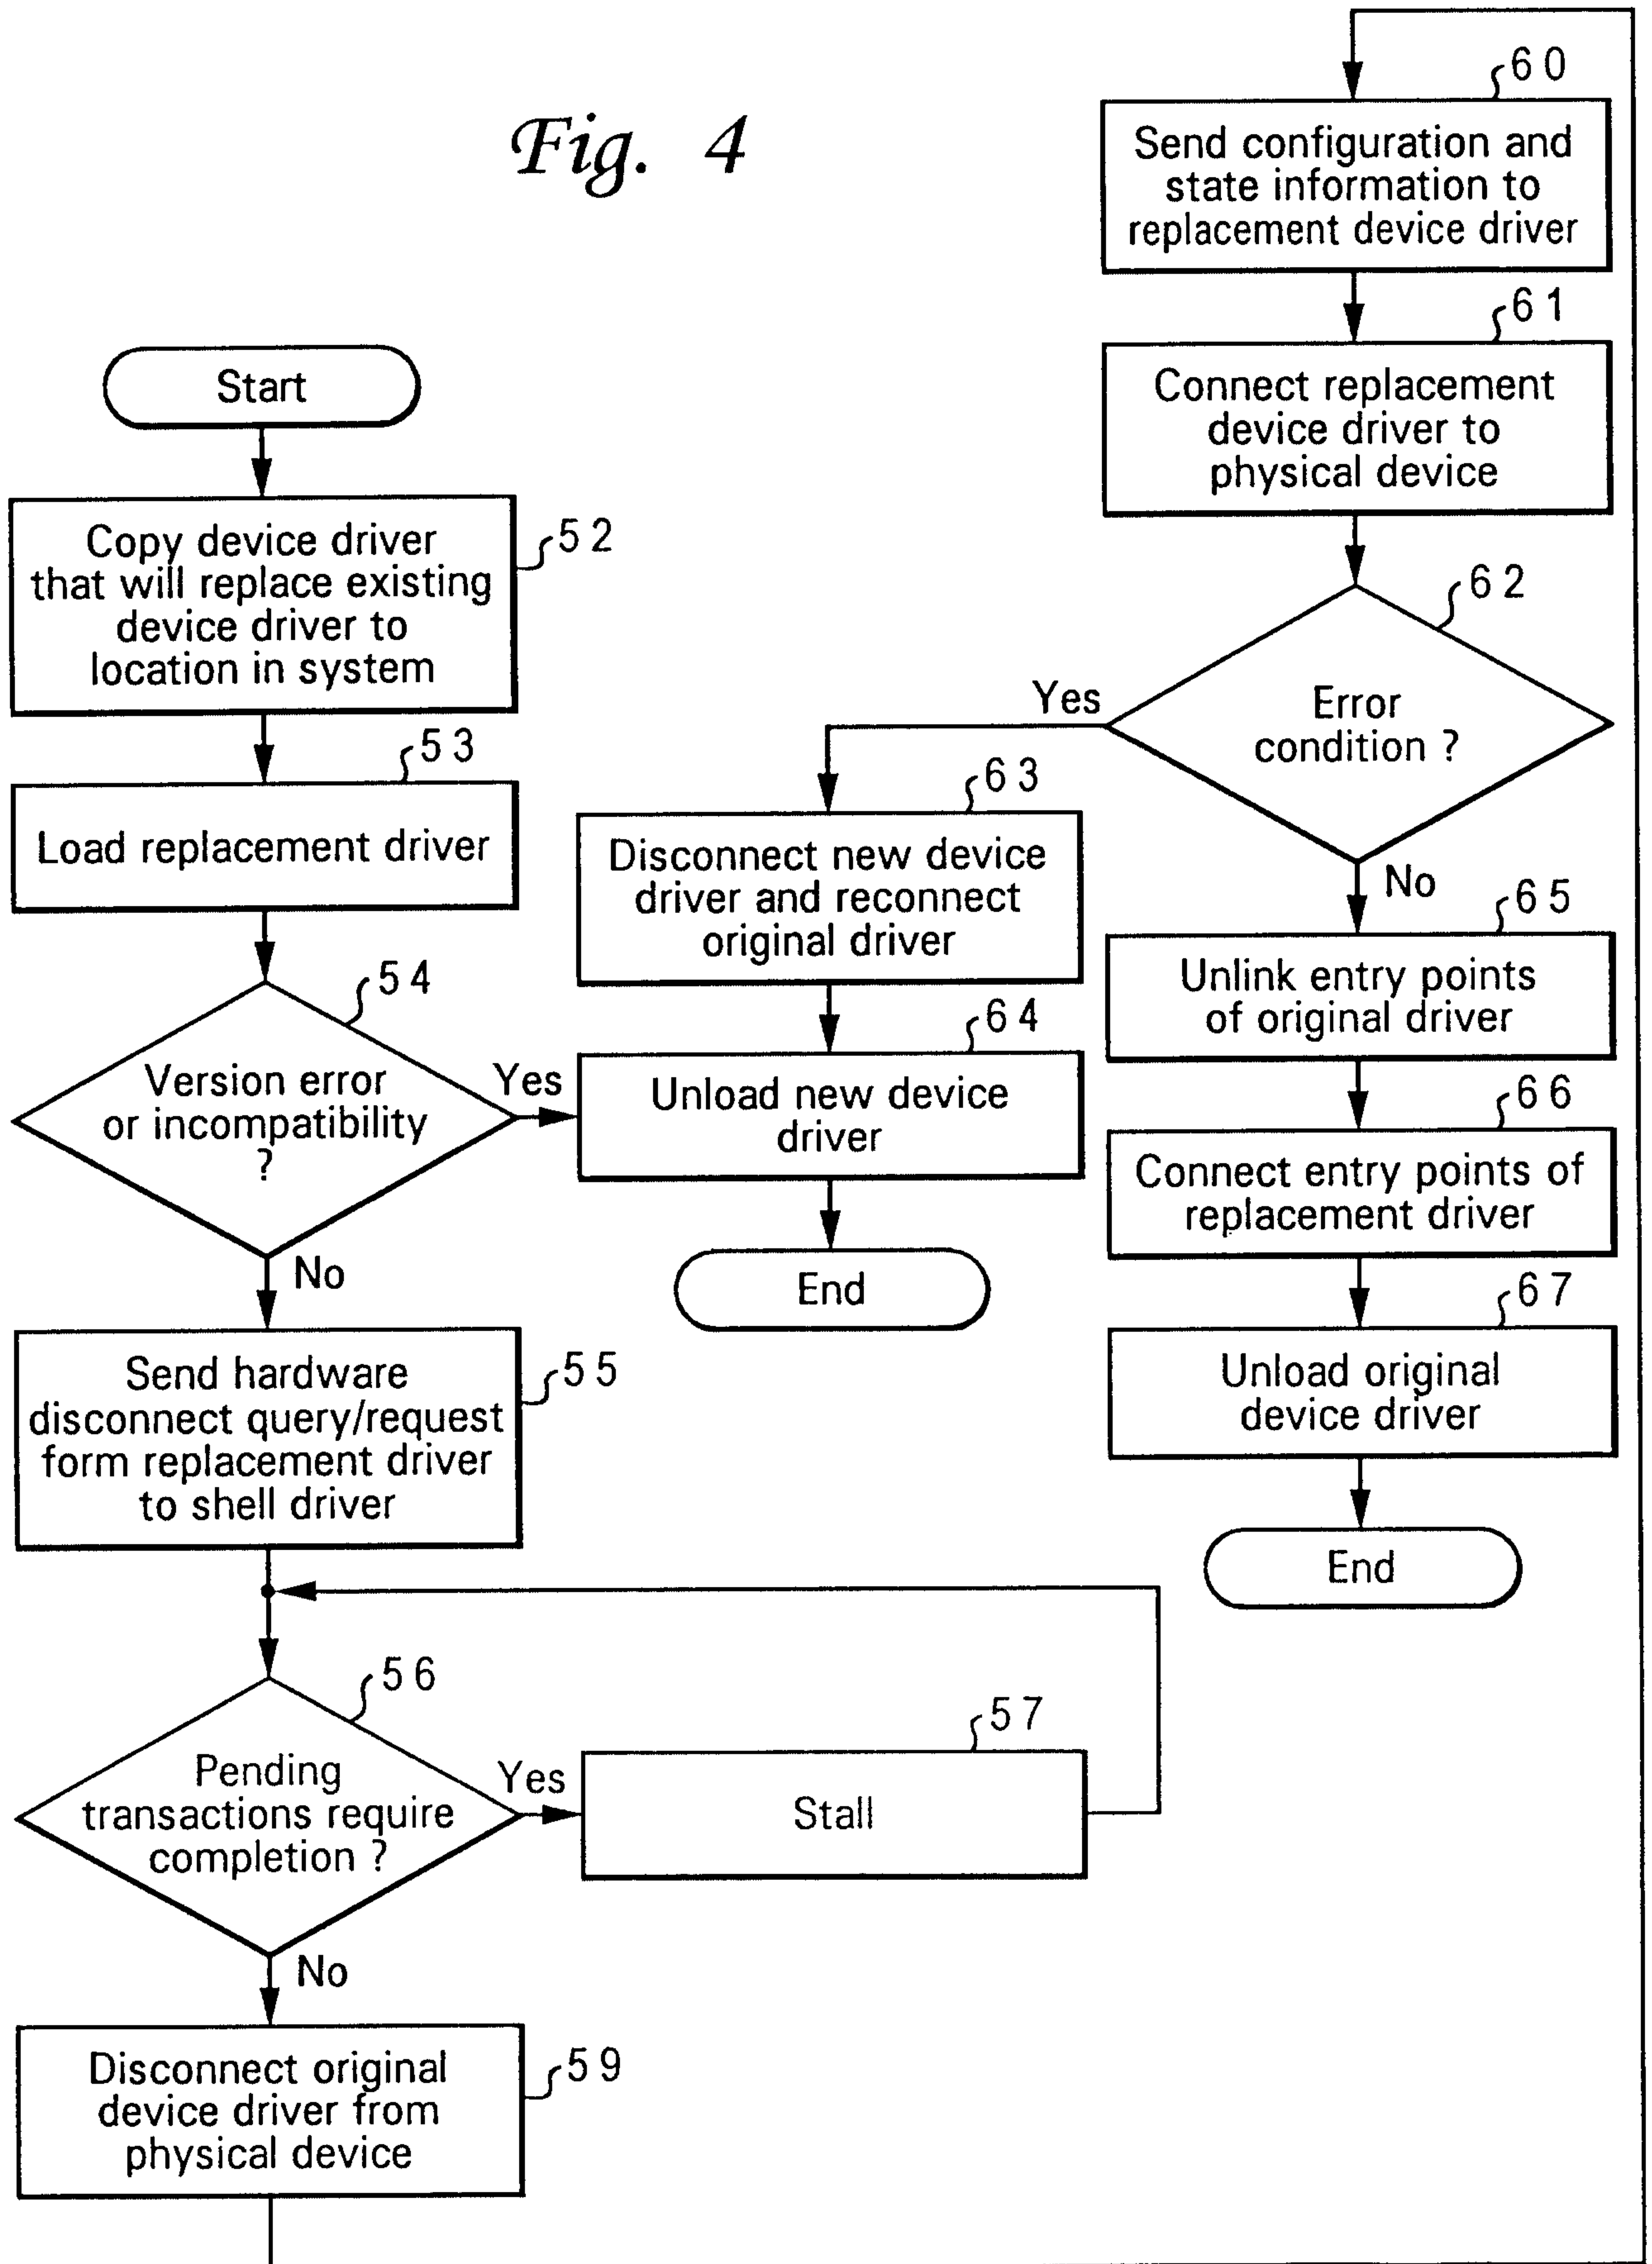 Fig. 4
Start
Copy device driver
that will replace existing
device driver to
location in system
52
53
Load replacement driver
54
Version error
or incompatibility
?
Yes
No
Send hardware
disconnect query/request
form replacement driver
to shell driver
55
56
Pending
transactions require
completion ?
Yes
57
Stall
No
Disconnect original
device driver from
physical device
59
60
Send configuration and
state information to
replacement device driver
61
Connect replacement
device driver to
physical device
62
Error
condition ?
Yes
63
Disconnect new device
driver and reconnect
original driver
64
Unload new device
driver
End
No
65
Unlink entry points
of original driver
66
Connect entry points of
replacement driver
67
Unload original
device driver
End